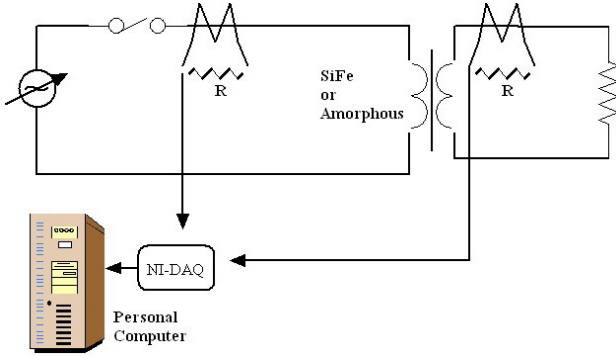 R
SiFe
or
Amorphous
R
NI-DAQ
Personal
Computer